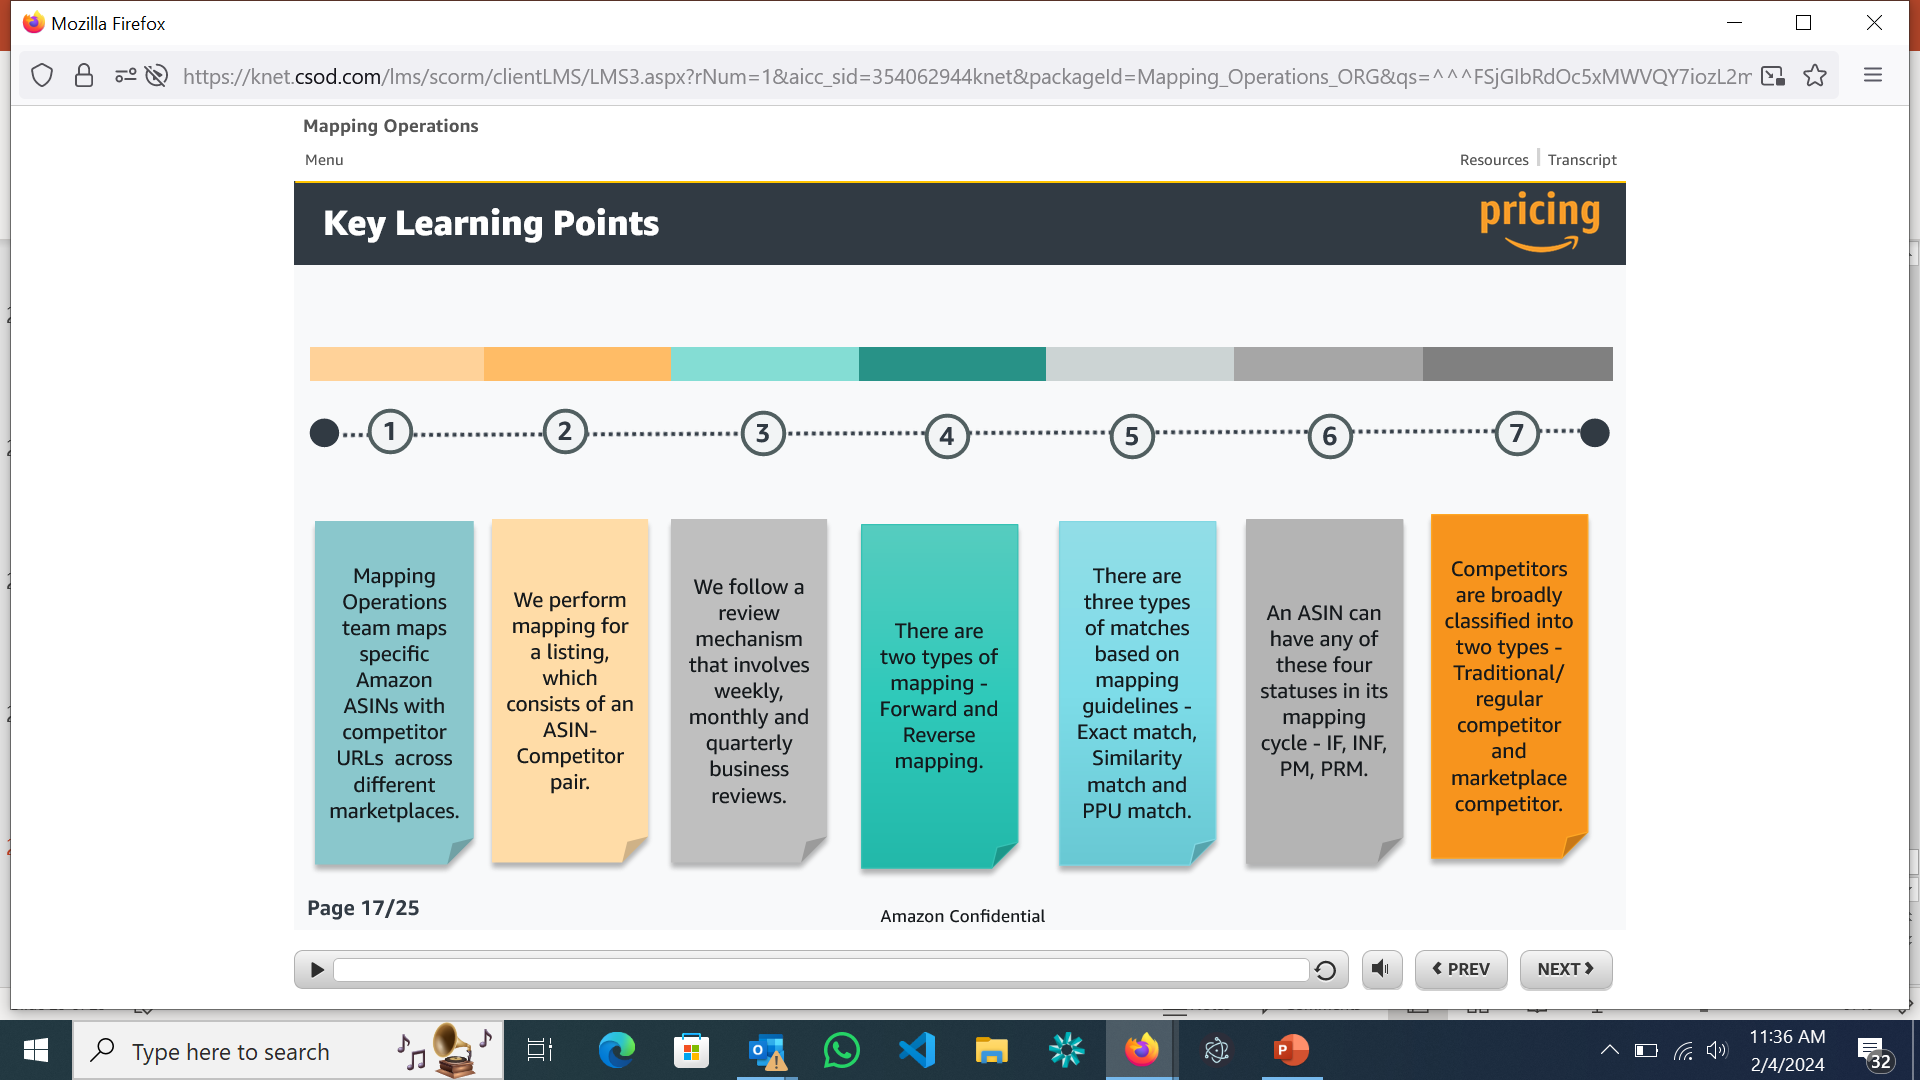 Mozilla Firefox
https://knet.csod.com/lms/scorm/clientLMS/LMS3.aspx?rNum=1&aicc_sid=354062944knet&packageId=Mapping_Operations_ORG&qs=^^^FSjGIbRdOc5xMWVQY7iozL2m
Mapping Operations
Menu
Resources
Transcript
Key Learning Points
pricing
1
2
3
4
5
6
7
Mapping
Operations
team maps
specific
Amazon
ASINs with
competitor
URLs across
different
marketplaces.
We perform
mapping for
a listing,
which
consists of an
ASIN-
Competitor
pair.
We follow a
review
mechanism
that involves
weekly,
monthly and
quarterly
business
reviews.
There are
two types of
mapping -
Forward and
Reverse
mapping.
There are
three types
of matches
based on
mapping
guidelines -
Exact match,
Similarity
match and
PPU match.
An ASIN can
have any of
these four
statuses in its
mapping
cycle - IF, INF,
PM, PRM.
Competitors
are broadly
classified into
two types -
Traditional/
regular
competitor
and
marketplace
competitor.
Page 17/25
Amazon Confidential
PREV
NEXT
Type here to search
11:36 AM
2/4/2024
32